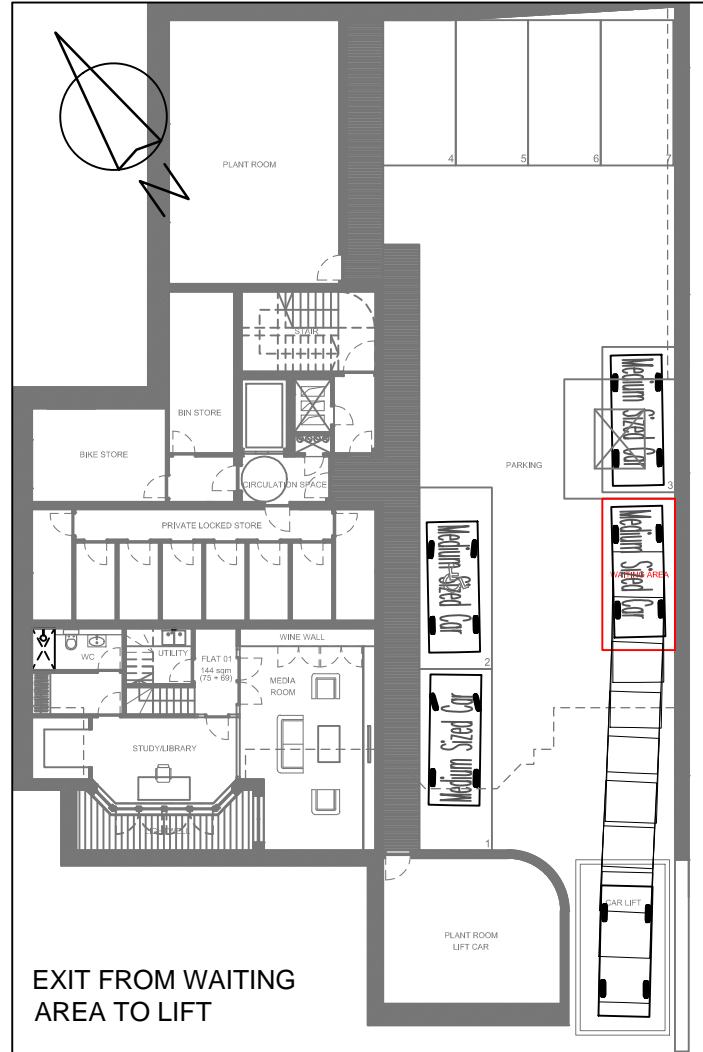 N
PLANT ROOM
4
5
6
7
STAIR
BIN STORE
BIKE STORE
CIRCULATION SPACE
PARKING
Medium Sized Car
3
PRIVATE LOCKED STORE
Medium Sized Car
WAITING AREA
Medium Sized Car
2
WC
UTILITY
FLAT 01
144 sqm
(75 + 69)
WINE WALL
MEDIA
ROOM
STUDY/LIBRARY
Medium Sized Car
1
LIGHTWELL
CAR LIFT
PLANT ROOM
LIFT CAR
EXIT FROM WAITING
AREA TO LIFT